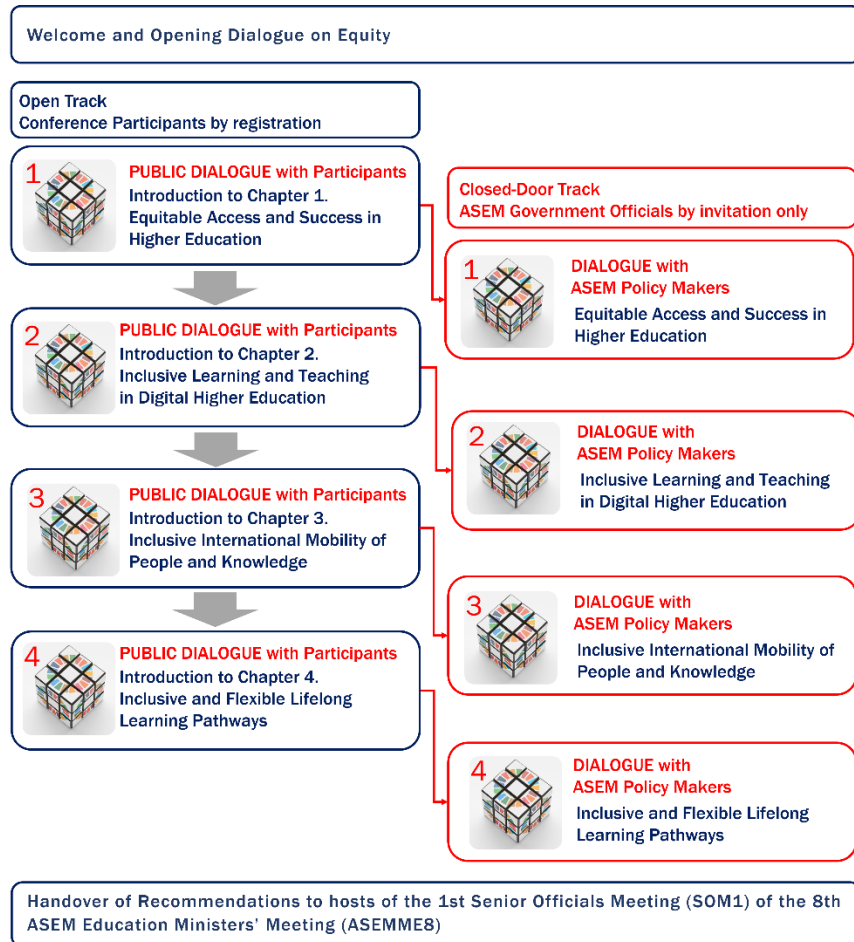 Welcome and Opening Dialogue on Equity
Open Track
Conference Participants by registration
1
PUBLIC DIALOGUE with Participants
Introduction to Chapter 1.
Equitable Access and Success in
Higher Education
2
PUBLIC DIALOGUE with Participants
Introduction to Chapter 2.
Inclusive Learning and Teaching
in Digital Higher Education
3
PUBLIC DIALOGUE with Participants
Introduction to Chapter 3.
Inclusive International Mobility of
People and Knowledge
4
PUBLIC DIALOGUE with Participants
Introduction to Chapter 4.
Inclusive and Flexible Lifelong
Learning Pathways
Closed-Door Track
ASEM Government Officials by invitation only
1
DIALOGUE with
ASEM Policy Makers
Equitable Access and Success in
Higher Education
2
DIALOGUE with
ASEM Policy Makers
Inclusive Learning and Teaching
in Digital Higher Education
3
DIALOGUE with
ASEM Policy Makers
Inclusive International Mobility of
People and Knowledge
4
DIALOGUE with
ASEM Policy Makers
Inclusive and Flexible Lifelong
Learning Pathways
Handover of Recommendations to hosts of the 1st Senior Officials Meeting (SOM1) of the 8th
ASEM Education Ministers’ Meeting (ASEMME8)